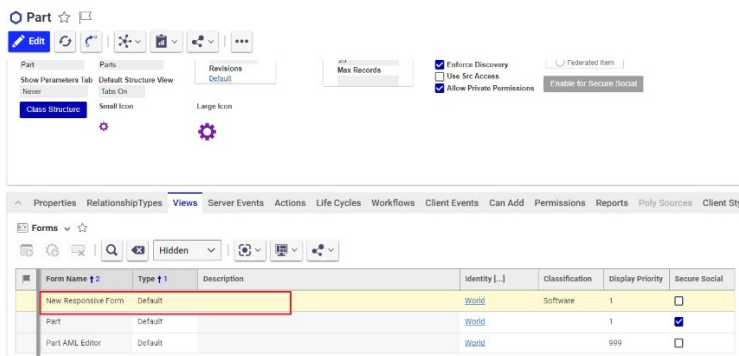 Part
Edit
Part Parts Revisions Max Records Enforce Discovery Federated Item
Default Use Src Access
Show Parameters Tab Default Structure View Allow Private Permissions Enable for Secure Social
Never Tabs On
Class Structure Small Icon Large Icon
Properties RelationshipTypes Views Server Events Actions Life Cycles Workflows Client Events Can Add Permissions Reports Poly Sources Client Sty
Forms
Hidden
Form Name 2 Type 1 Description Identity [...] Classification Display Priority Secure Social
New Responsive Form Default World Software 1
Part Default World 1
Part AML Editor Default World 999